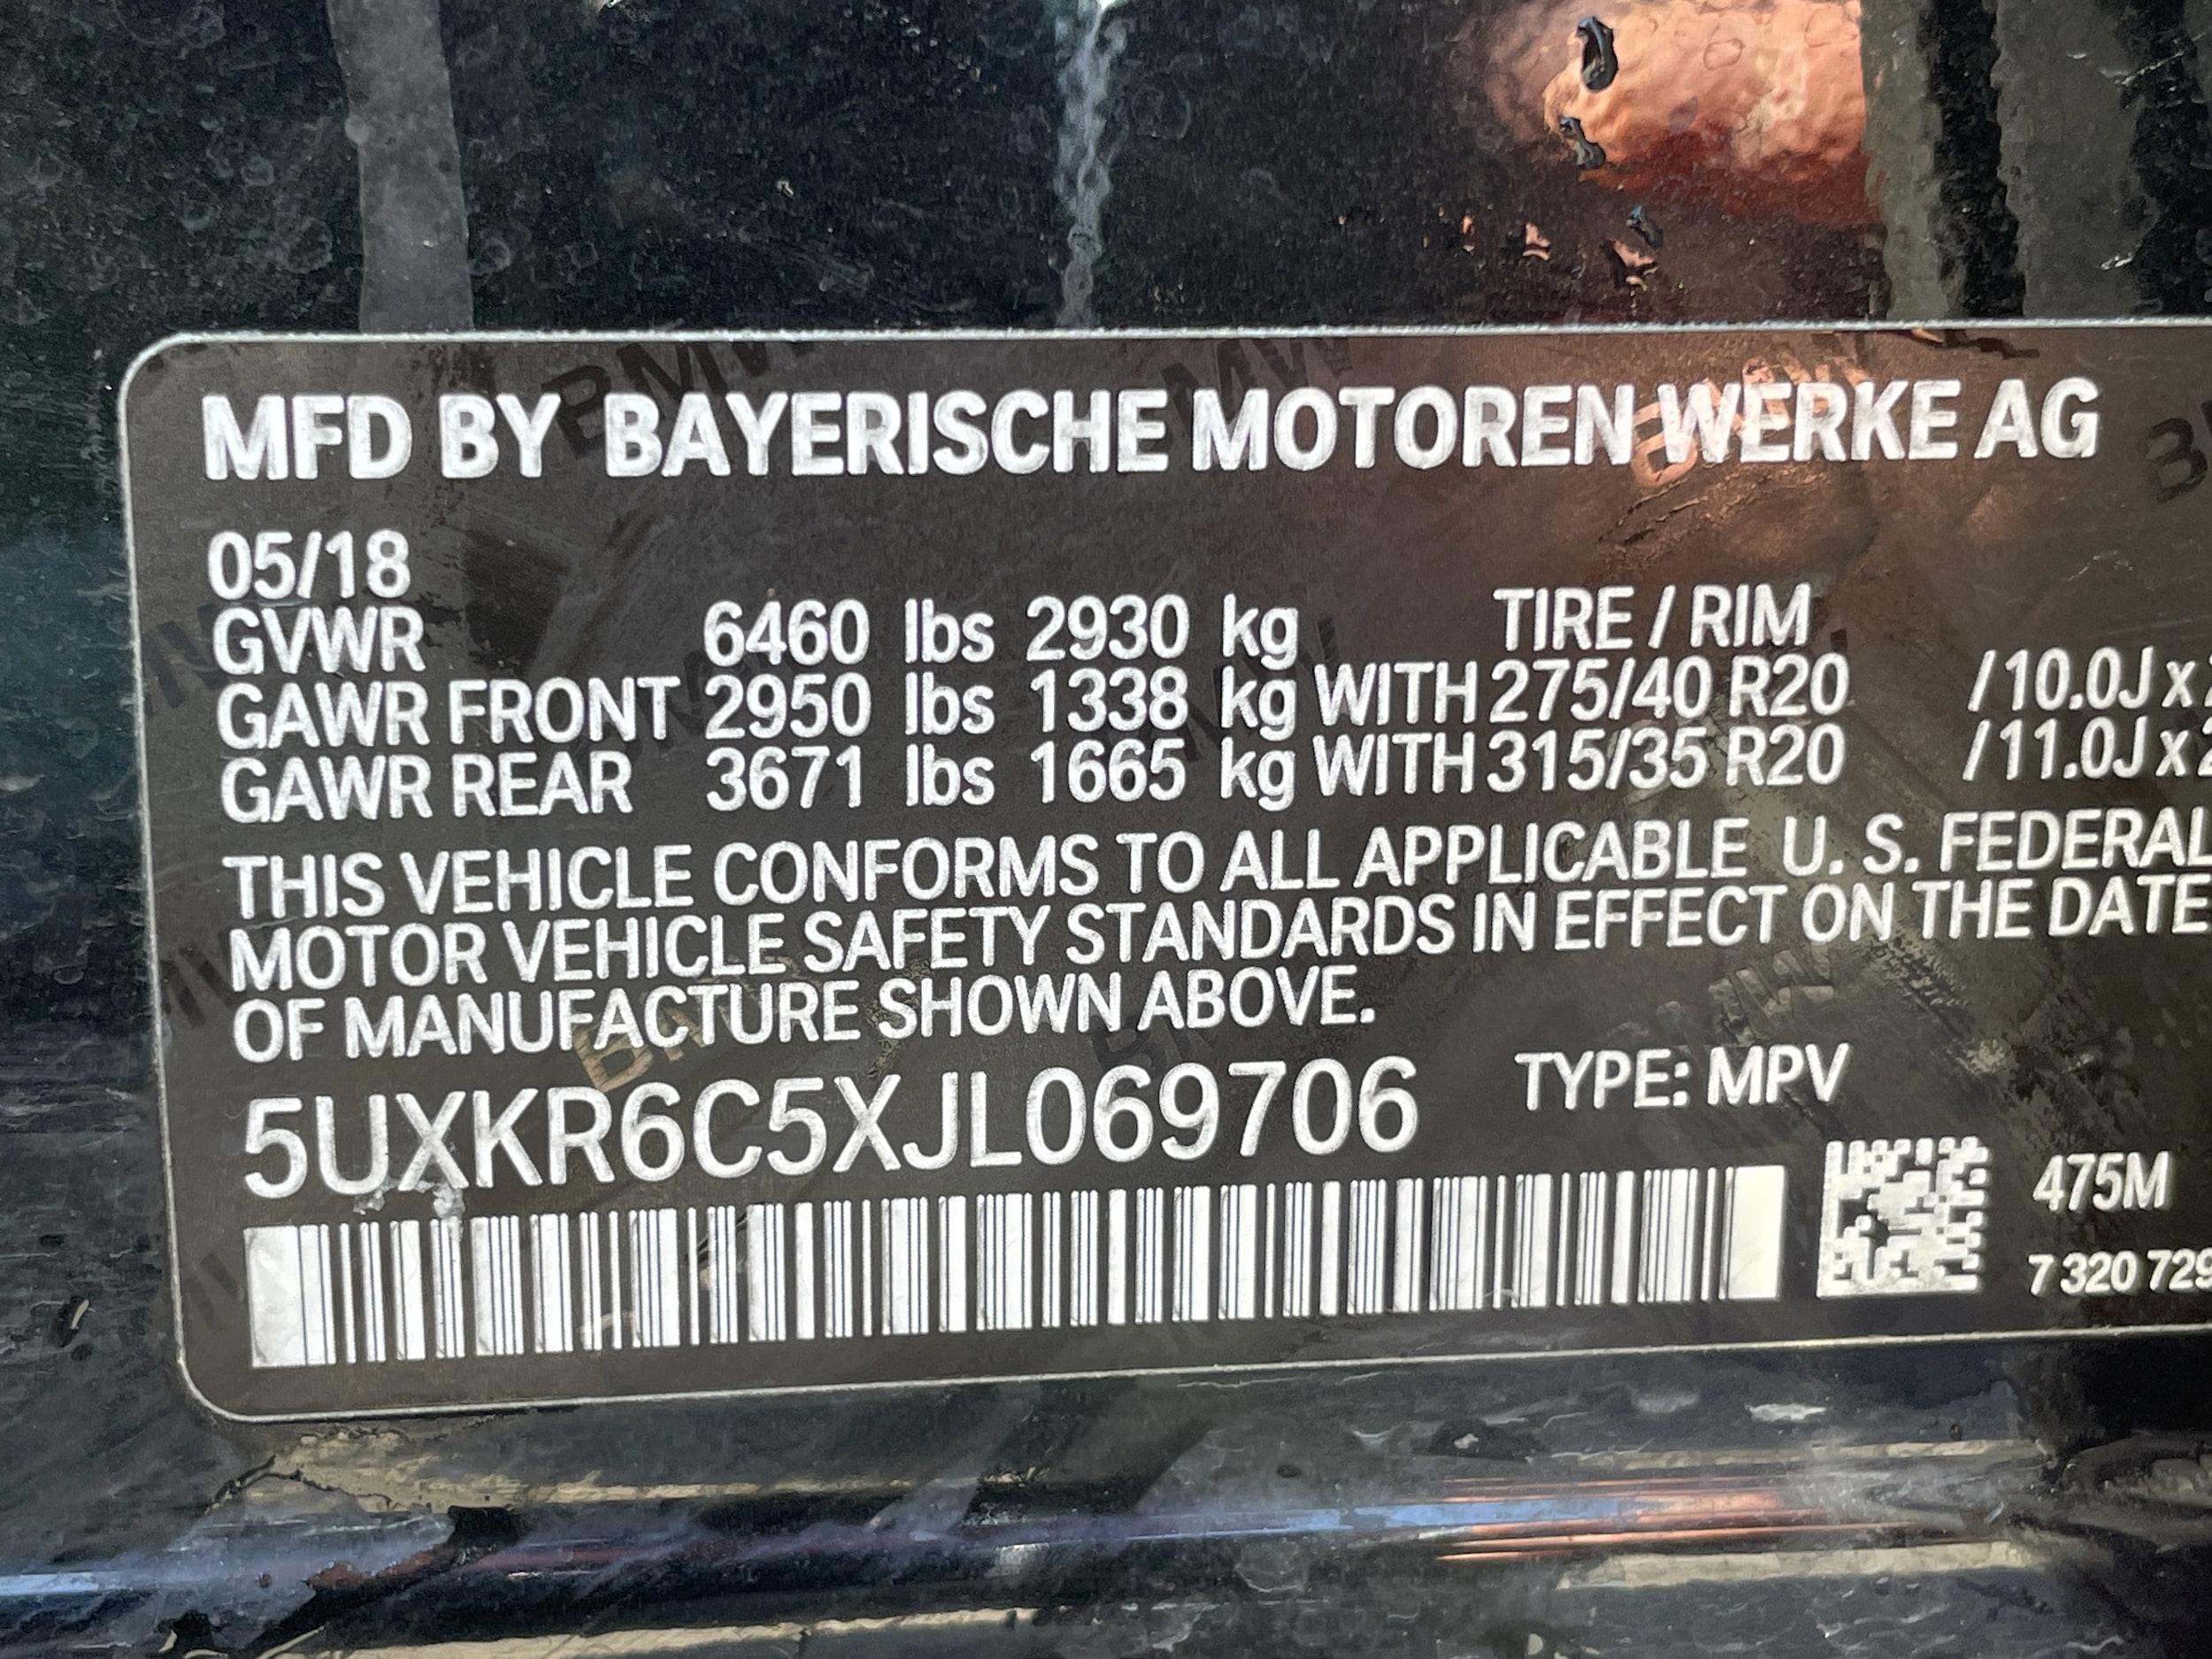 MFD BY BAYERISCHE MOTOREN WERKE AG
05/18
GVWR 6460 lbs 2930 kg TIRE / RIM
GAWR FRONT 2950 lbs 1338 kg WITH 275/40 R20 /10.0J x
GAWR REAR 3671 lbs 1665 kg WITH 315/35 R20 /11.0J x
THIS VEHICLE CONFORMS TO ALL APPLICABLE U. S. FEDERAL
MOTOR VEHICLE SAFETY STANDARDS IN EFFECT ON THE DATE
OF MANUFACTURE SHOWN ABOVE.
5UXKR6C5XJL069706 TYPE: MPV
475M
7 320 729